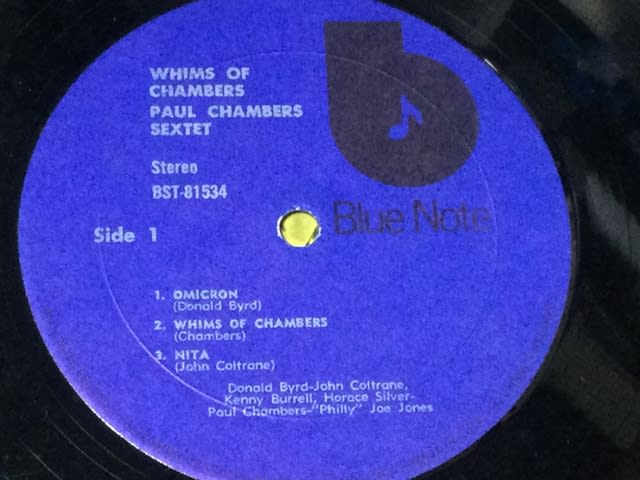 WHIMS OF
CHAMBERS
PAUL CHAMBERS
SEXTET
Stereo
BST-81534
Side 1
Blue Note
1. OMICRON
(Donald Byrd)
2. WHIMS OF CHAMBERS
(Chambers)
3. NITA
(John Coltrane)
Donald Byrd-John Coltrane,
Kenny Burrell, Horace Silver-
Paul Chambers-"Philly" Joe Jones